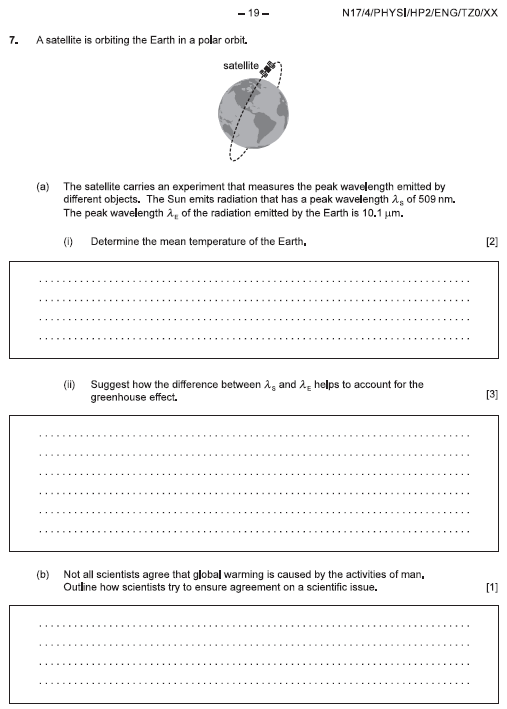 – 19 –
N17/4/PHYSI/HP2/ENG/TZ0/XX
7. A satellite is orbiting the Earth in a polar orbit.
satellite
(a) The satellite carries an experiment that measures the peak wavelength emitted by
different objects. The Sun emits radiation that has a peak wavelength λS of 509 nm.
The peak wavelength λE of the radiation emitted by the Earth is 10.1 μm.
(i) Determine the mean temperature of the Earth. [2]
(ii) Suggest how the difference between λS and λE helps to account for the
greenhouse effect. [3]
(b) Not all scientists agree that global warming is caused by the activities of man.
Outline how scientists try to ensure agreement on a scientific issue. [1]